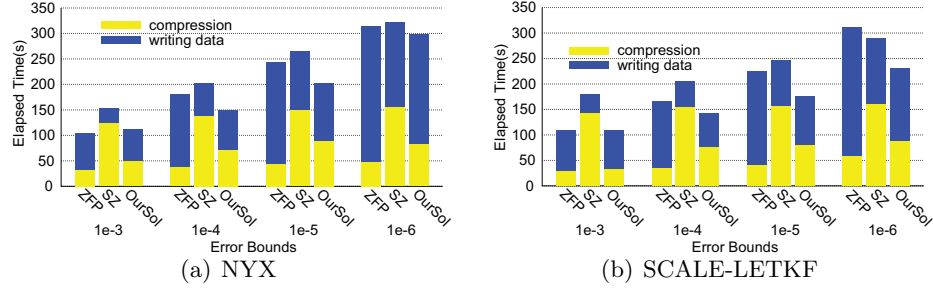 350
300
250
200
150
100
50
0
Elapsed Time(s)
compression
writing data
ZFP SZ OurSol ZFP SZ OurSol ZFP SZ OurSol ZFP SZ OurSol
1e-3 1e-4 1e-5 1e-6
Error Bounds
(a) NYX
350
300
250
200
150
100
50
0
Elapsed Time(s)
compression
writing data
ZFP SZ OurSol ZFP SZ OurSol ZFP SZ OurSol ZFP SZ OurSol
1e-3 1e-4 1e-5 1e-6
Error Bounds
(b) SCALE-LETKF